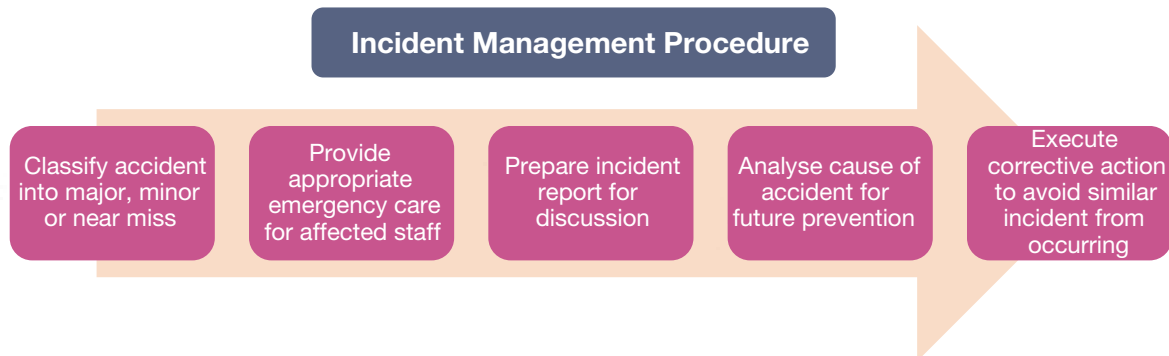 Incident Management Procedure
Classify accident
into major, minor
or near miss
Provide
appropriate
emergency care
for affected staff
Prepare incident
report for
discussion
Analyse cause of
accident for
future prevention
Execute
corrective action
to avoid similar
incident from
occurring